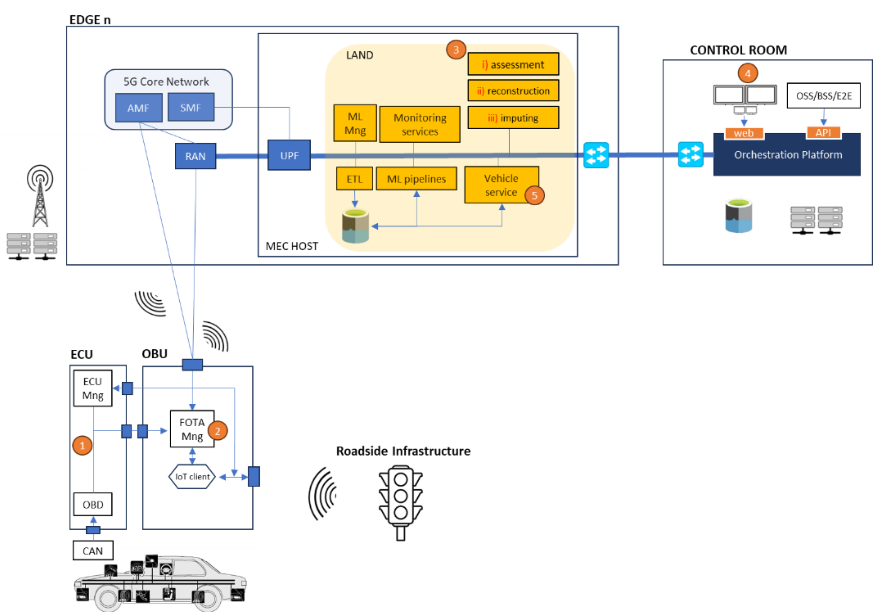 EDGE n
5G Core Network
AMF
SMF
RAN
UPF
LAND
3
i) assessment
ii) reconstruction
iii) imputing
ML
Mng
Monitoring
services
ETL
ML pipelines
Vehicle
service
5
MEC HOST
CONTROL ROOM
4
OSS/BSS/E2E
web
API
Orchestration Platform
ECU
OBU
ECU
Mng
1
FOTA
Mng
2
IoT client
OBD
CAN
Roadside Infrastructure